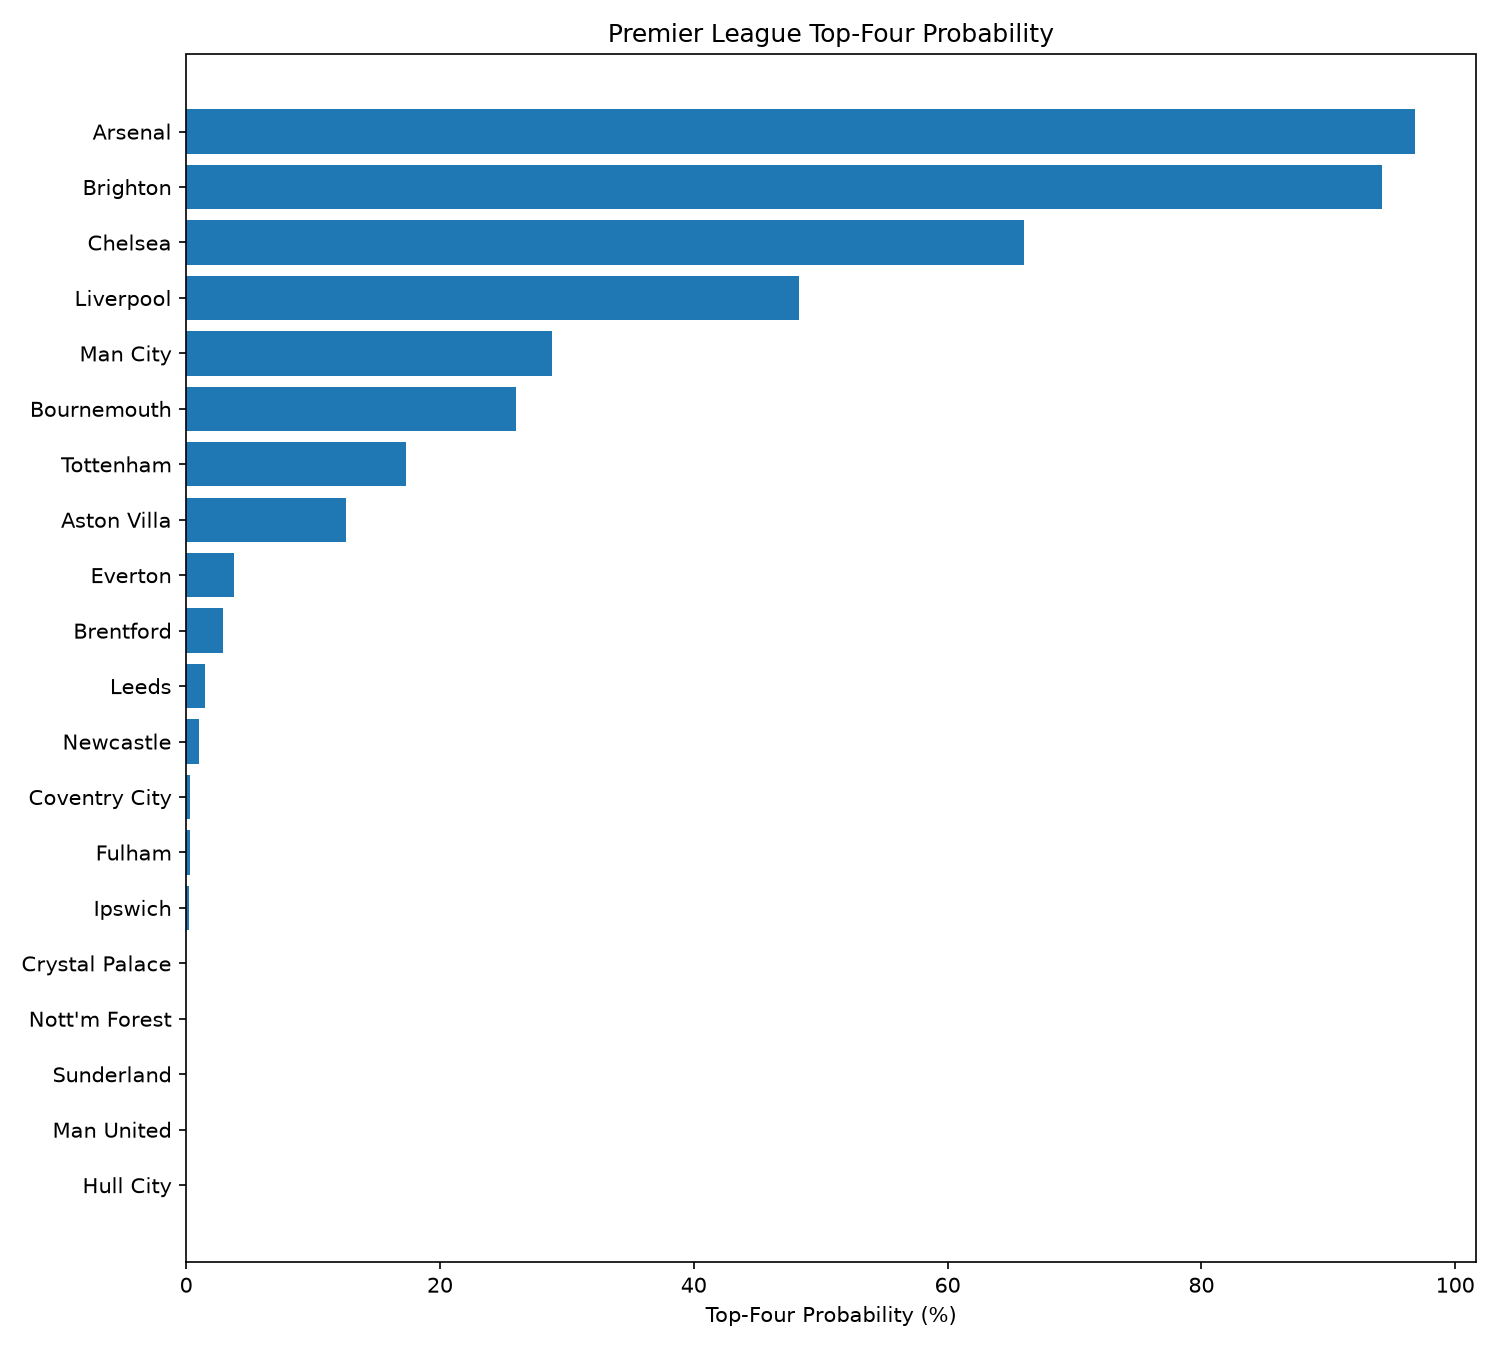 Premier League Top-Four Probability
Arsenal
Brighton
Chelsea
Liverpool
Man City
Bournemouth
Tottenham
Aston Villa
Everton
Brentford
Leeds
Newcastle
Coventry City
Fulham
Ipswich
Crystal Palace
Nott'm Forest
Sunderland
Man United
Hull City
0 20 40 60 80 100
Top-Four Probability (%)